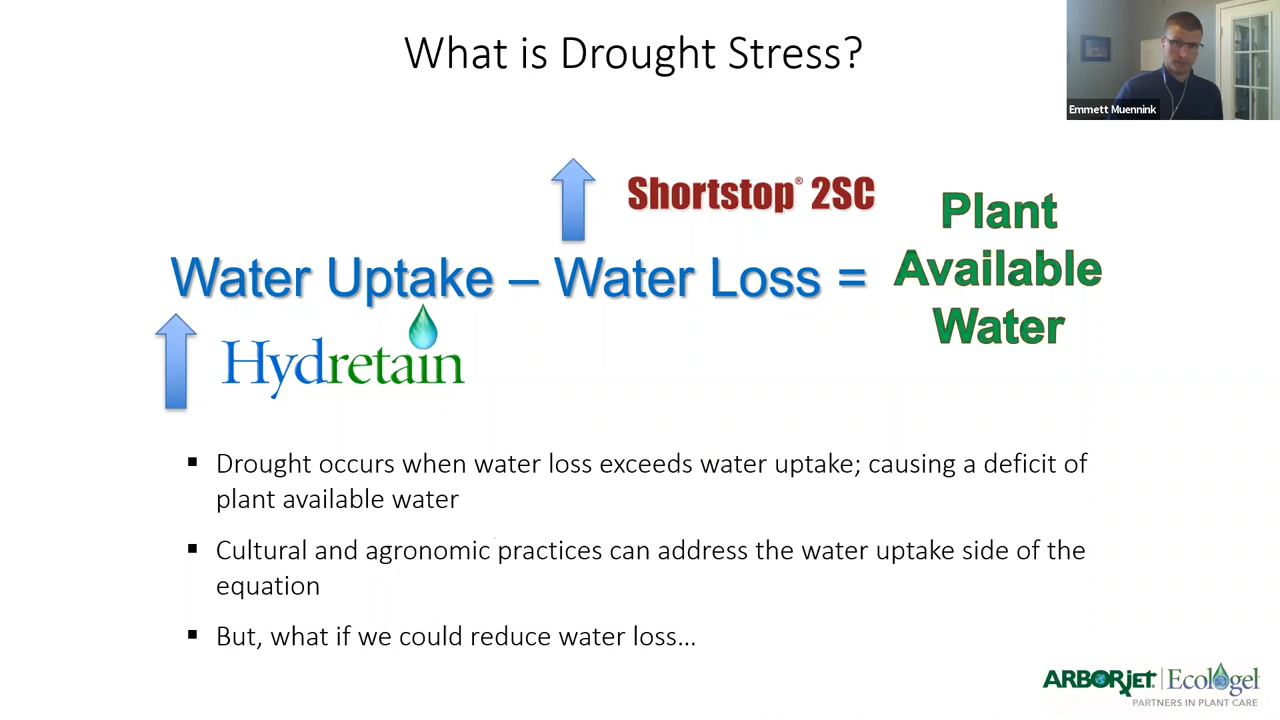 What is Drought Stress?
Emmett Muennink
Shortstop® 2SC
Water Uptake – Water Loss =
Plant
Available
Water
Hydretain
▪ Drought occurs when water loss exceeds water uptake; causing a deficit of
plant available water
▪ Cultural and agronomic practices can address the water uptake side of the
equation
▪ But, what if we could reduce water loss…
ARBORjet | Ecologel
PARTNERS IN PLANT CARE